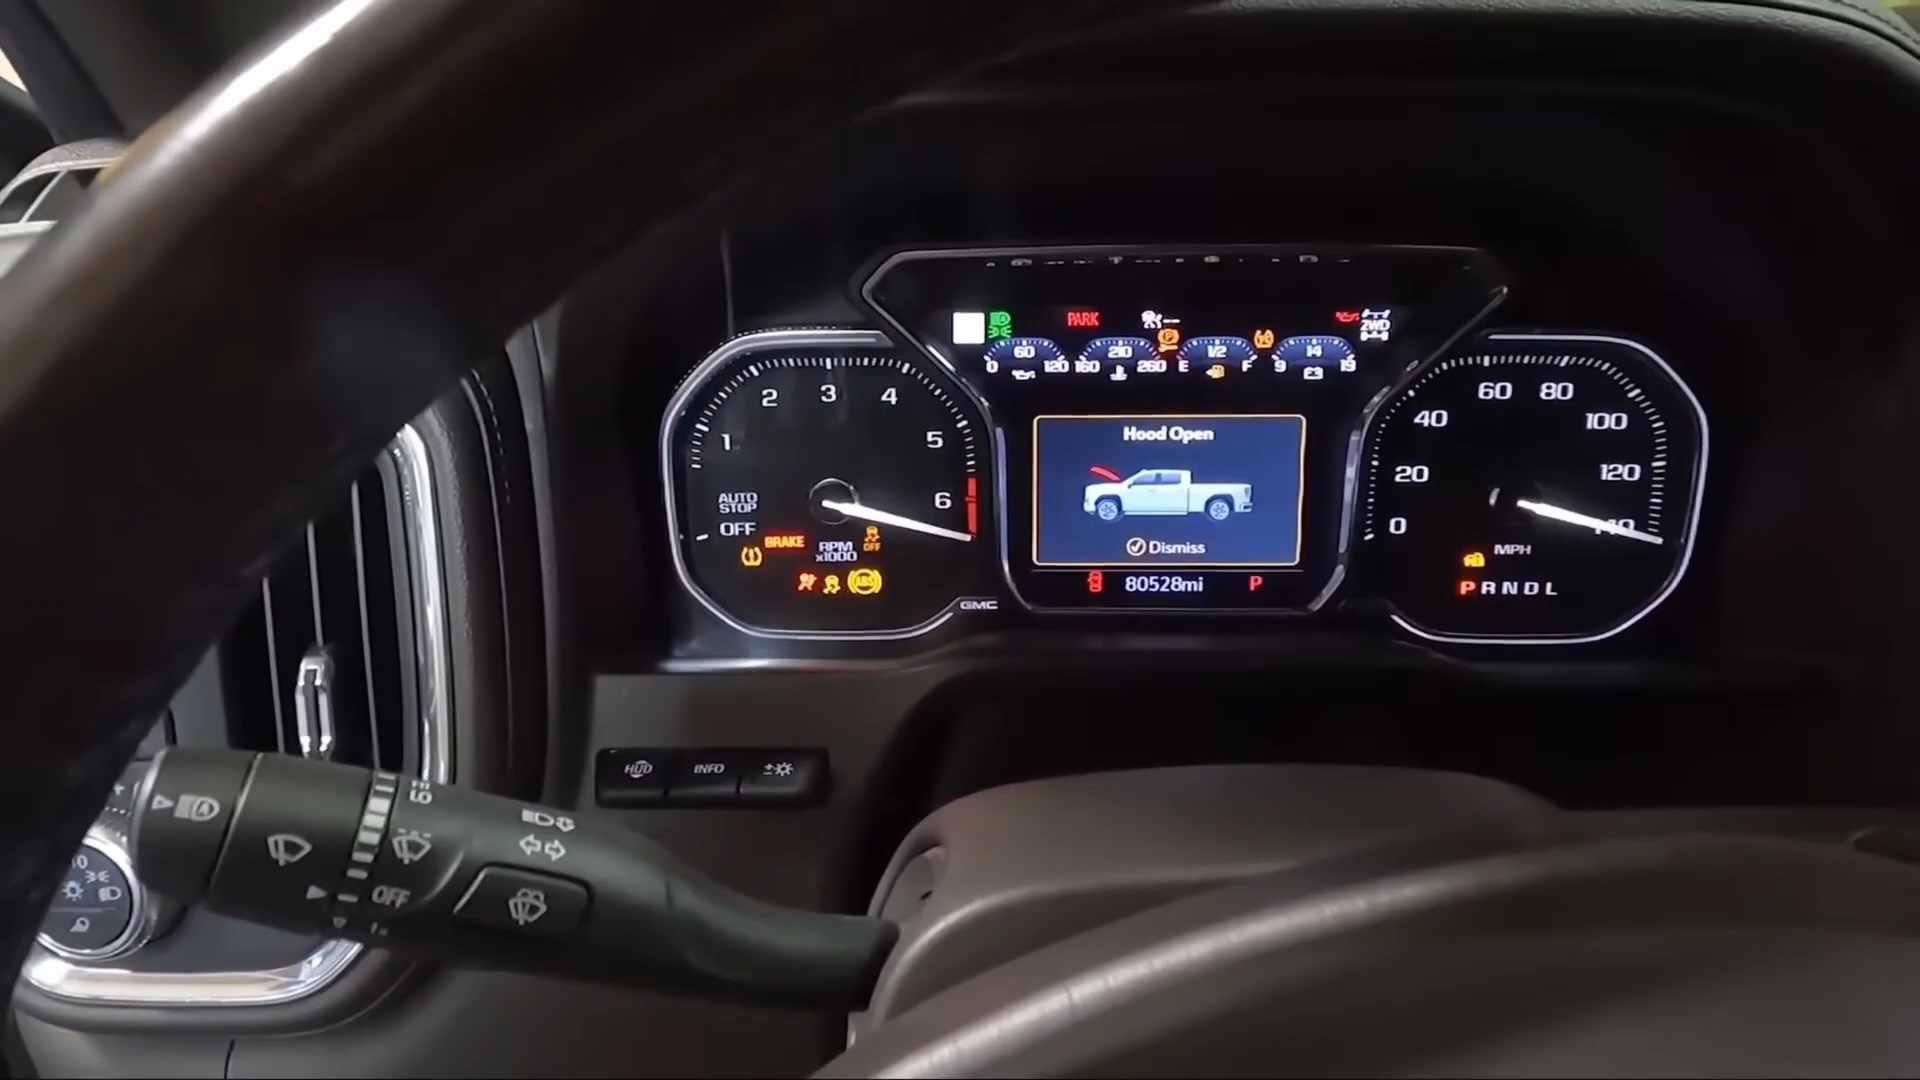 PARK
2WD
60
0 120
210
160 260
1/2
E F
14
9 19
1 2 3 4 5 6
AUTO
STOP
OFF
BRAKE
RPM
x1000
OFF
ABS
GMC
Hood Open
Dismiss
80528mi P
0 20 40 60 80 100 120 140
MPH
PRNDL
HUD INFO
OFF
1x